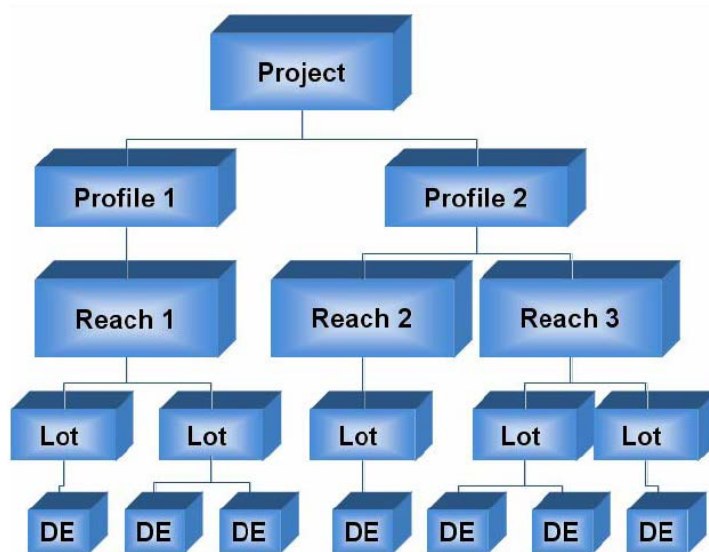 Project
Profile 1
Profile 2
Reach 1
Reach 2
Reach 3
Lot
Lot
Lot
Lot
Lot
DE
DE
DE
DE
DE
DE
DE